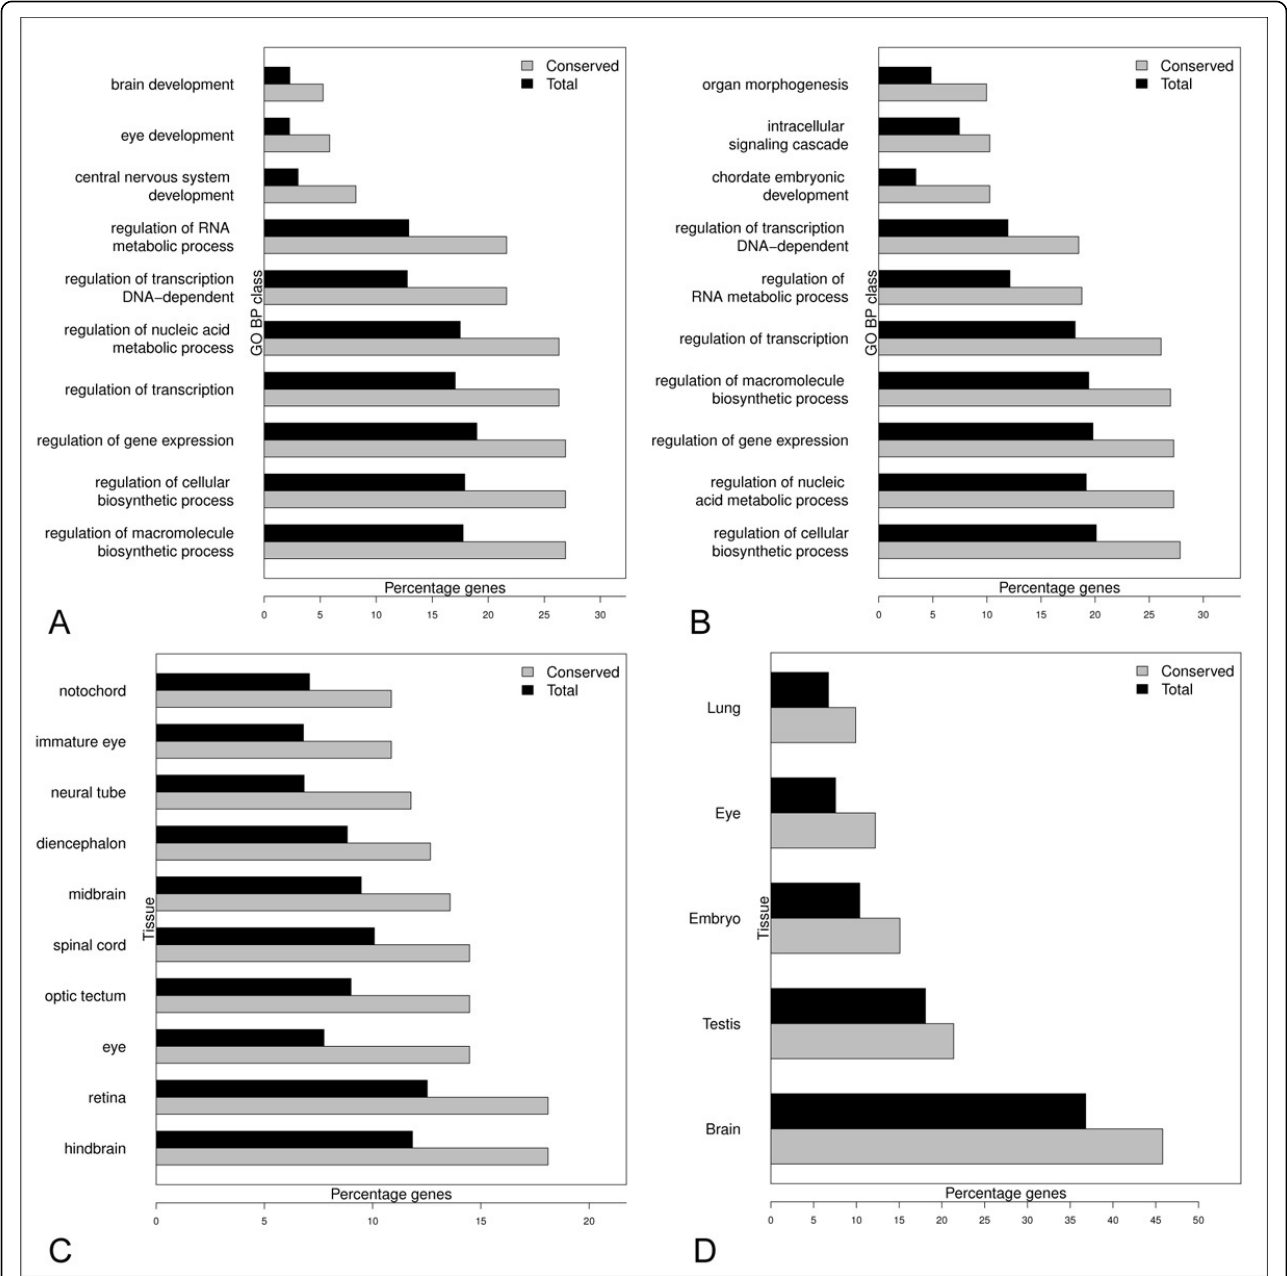 Conserved
Total
brain development
eye development
central nervous system
development
regulation of RNA
metabolic process
regulation of transcription
DNA−dependent
regulation of nucleic acid
metabolic process
regulation of transcription
regulation of gene expression
regulation of cellular
biosynthetic process
regulation of macromolecule
biosynthetic process
GO BP class
Percentage genes
0 5 10 15 20 25 30
A
Conserved
Total
organ morphogenesis
intracellular
signaling cascade
chordate embryonic
development
regulation of transcription
DNA−dependent
regulation of
RNA metabolic process
regulation of transcription
regulation of macromolecule
biosynthetic process
regulation of gene expression
regulation of nucleic
acid metabolic process
regulation of cellular
biosynthetic process
GO BP class
Percentage genes
0 5 10 15 20 25 30
B
Conserved
Total
notochord
immature eye
neural tube
diencephalon
midbrain
spinal cord
optic tectum
eye
retina
hindbrain
Tissue
Percentage genes
0 5 10 15 20
C
Conserved
Total
Lung
Eye
Embryo
Testis
Brain
Tissue
Percentage genes
0 5 10 15 20 25 30 35 40 45 50
D